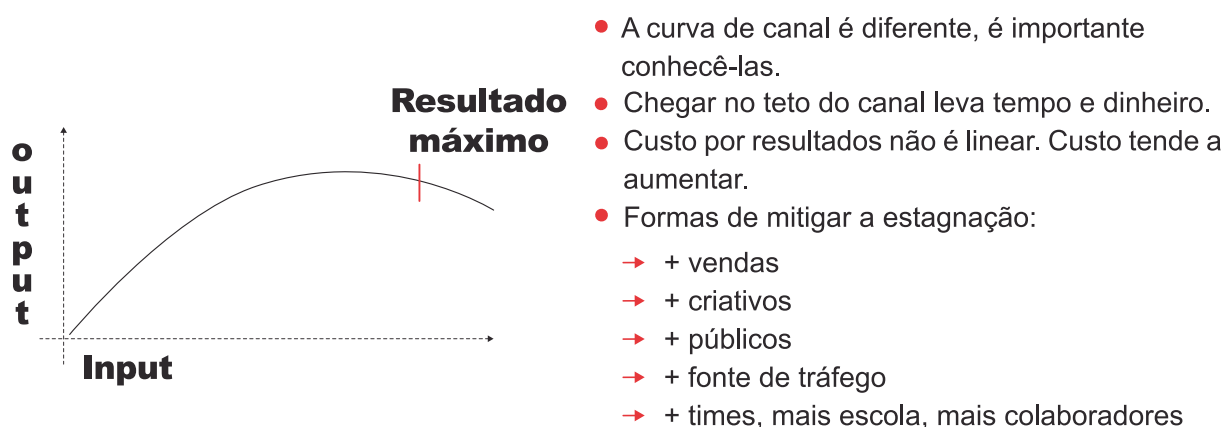 Resultado
máximo
output
Input
• A curva de canal é diferente, é importante
conhecê-las.
• Chegar no teto do canal leva tempo e dinheiro.
• Custo por resultados não é linear. Custo tende a
aumentar.
• Formas de mitigar a estagnação:
→ + vendas
→ + criativos
→ + públicos
→ + fonte de tráfego
→ + times, mais escola, mais colaboradores